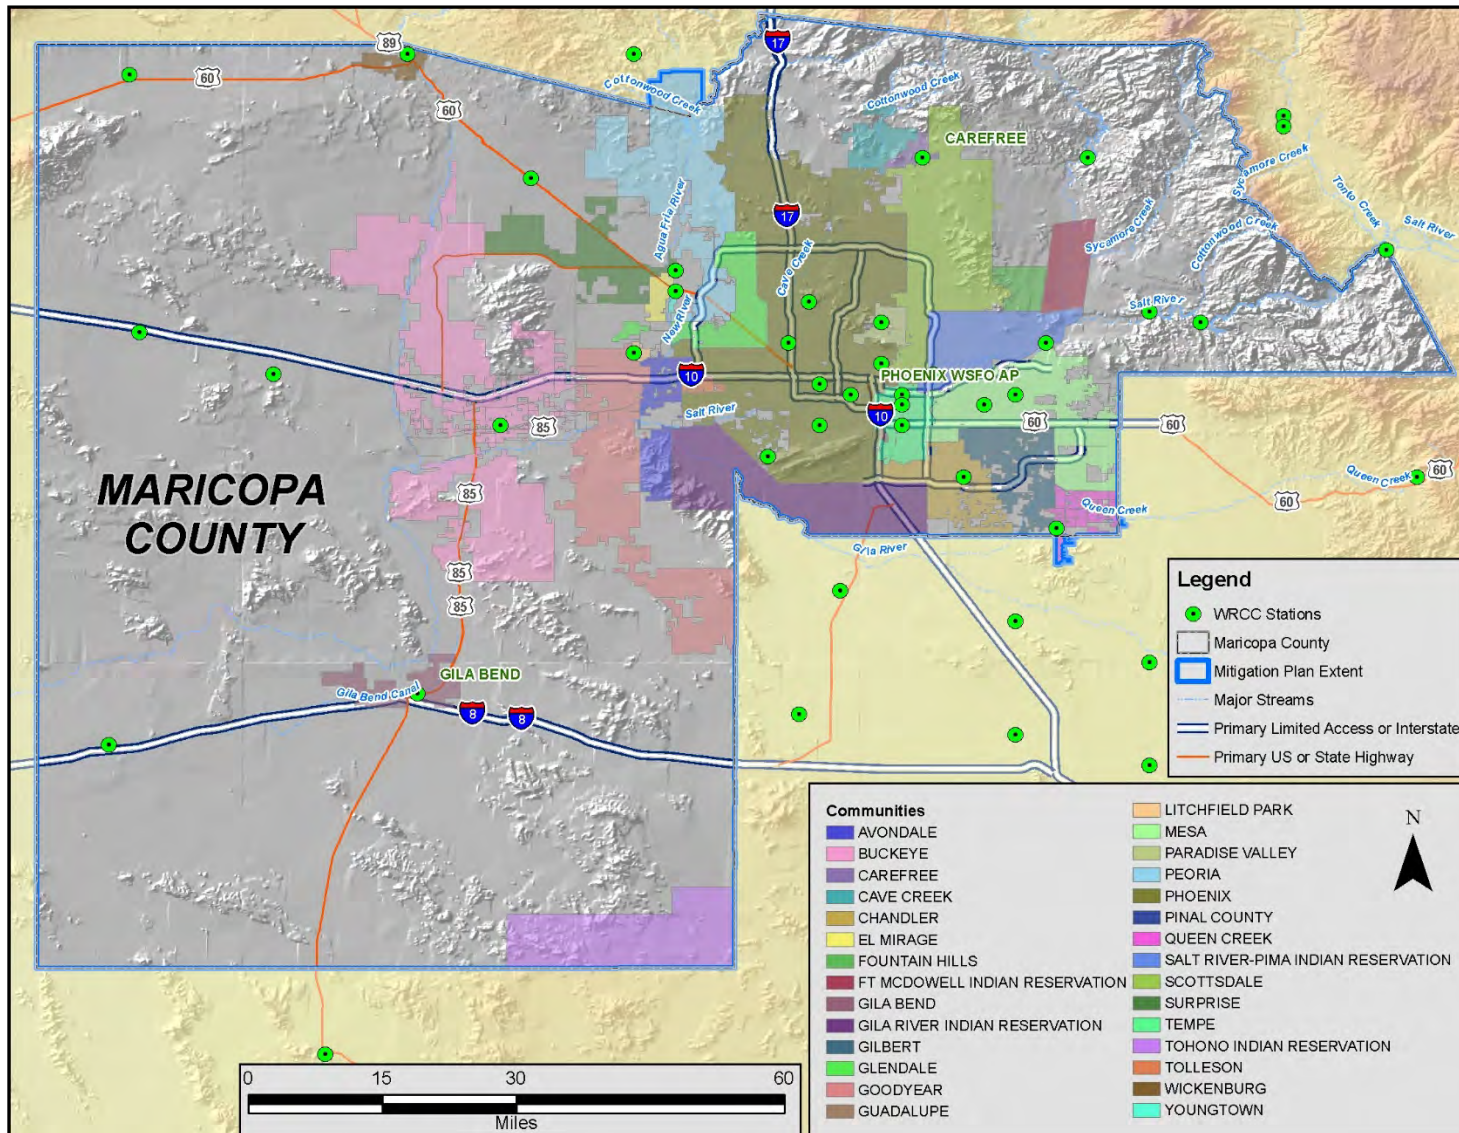 89
17
60
Cottonwood Creek
Cottonwood Creek
60
CAREFREE
Sycamore Creek
Tonto Creek
Salt River
Agua Fria River
17
Sycamore Creek
Cottonwood Creek
Cave Creek
Salt River
New River
10
PHOENIX WSFO AP
Salt River
10
60
60
85
MARICOPA
COUNTY
85
Queen Creek
60
60
Queen Creek
Gila River
85
85
GILA BEND
Gila Bend Canal
8
8
Legend
WRCC Stations
Maricopa County
Mitigation Plan Extent
Major Streams
Primary Limited Access or Interstate
Primary US or State Highway
Communities
AVONDALE
BUCKEYE
CAREFREE
CAVE CREEK
CHANDLER
EL MIRAGE
FOUNTAIN HILLS
FT MCDOWELL INDIAN RESERVATION
GILA BEND
GILA RIVER INDIAN RESERVATION
GILBERT
GLENDALE
GOODYEAR
GUADALUPE
LITCHFIELD PARK
MESA
PARADISE VALLEY
PEORIA
PHOENIX
PINAL COUNTY
QUEEN CREEK
SALT RIVER-PIMA INDIAN RESERVATION
SCOTTSDALE
SURPRISE
TEMPE
TOHONO INDIAN RESERVATION
TOLLESON
WICKENBURG
YOUNGTOWN
N
0 15 30 60
Miles